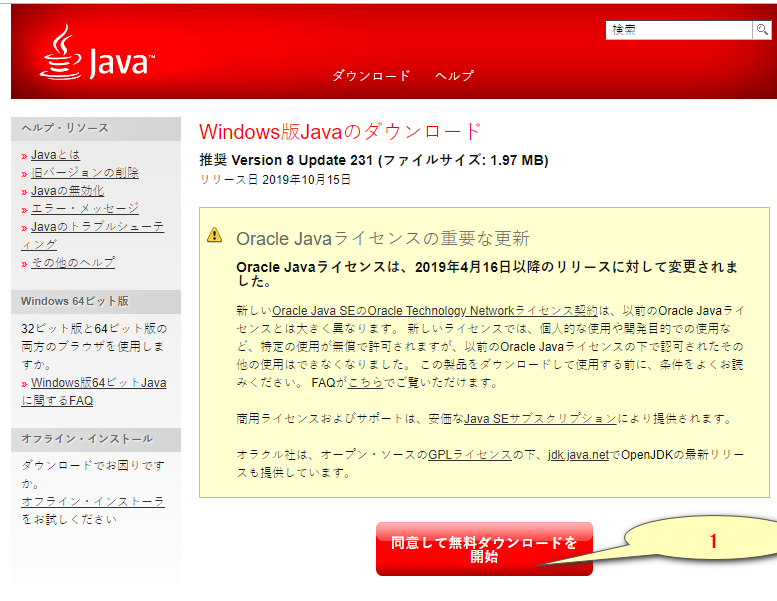 検索
Java™
ダウンロード ヘルプ
ヘルプ・リソース
» Javaとは
» 旧バージョンの削除
» Javaの無効化
» エラー・メッセージ
» Javaのトラブルシューテ
ィング
» その他のヘルプ
Windows 64ビット版
32ビット版と64ビット版の
両方のブラウザを使用しま
すか。
» Windows版64ビットJava
に関するFAQ
オフライン・インストール
ダウンロードでお困りです
か。
オフライン・インストーラ
をお試しください
Windows版Javaのダウンロード
推奨 Version 8 Update 231 (ファイルサイズ: 1.97 MB)
リリース日 2019年10月15日
Oracle Javaライセンスの重要な更新
Oracle Javaライセンスは、2019年4月16日以降のリリースに対して変更されま
した。
新しいOracle Java SEのOracle Technology Networkライセンス契約は、以前のOracle Javaライ
センスとは大きく異なります。 新しいライセンスでは、個人的な使用や開発目的での使用な
ど、特定の使用が無償で許可されますが、以前のOracle Javaライセンスの下で認可されたその
他の使用はできなくなりました。 この製品をダウンロードして使用する前に、条件をよくお読
みください。 FAQがこちらでご覧いただけます。
商用ライセンスおよびサポートは、安価なJava SEサブスクリプションにより提供されます。
オラクル社は、オープン・ソースのGPLライセンスの下、jdk.java.netでOpenJDKの最新リリー
スも提供しています。
同意して無料ダウンロードを
開始
1